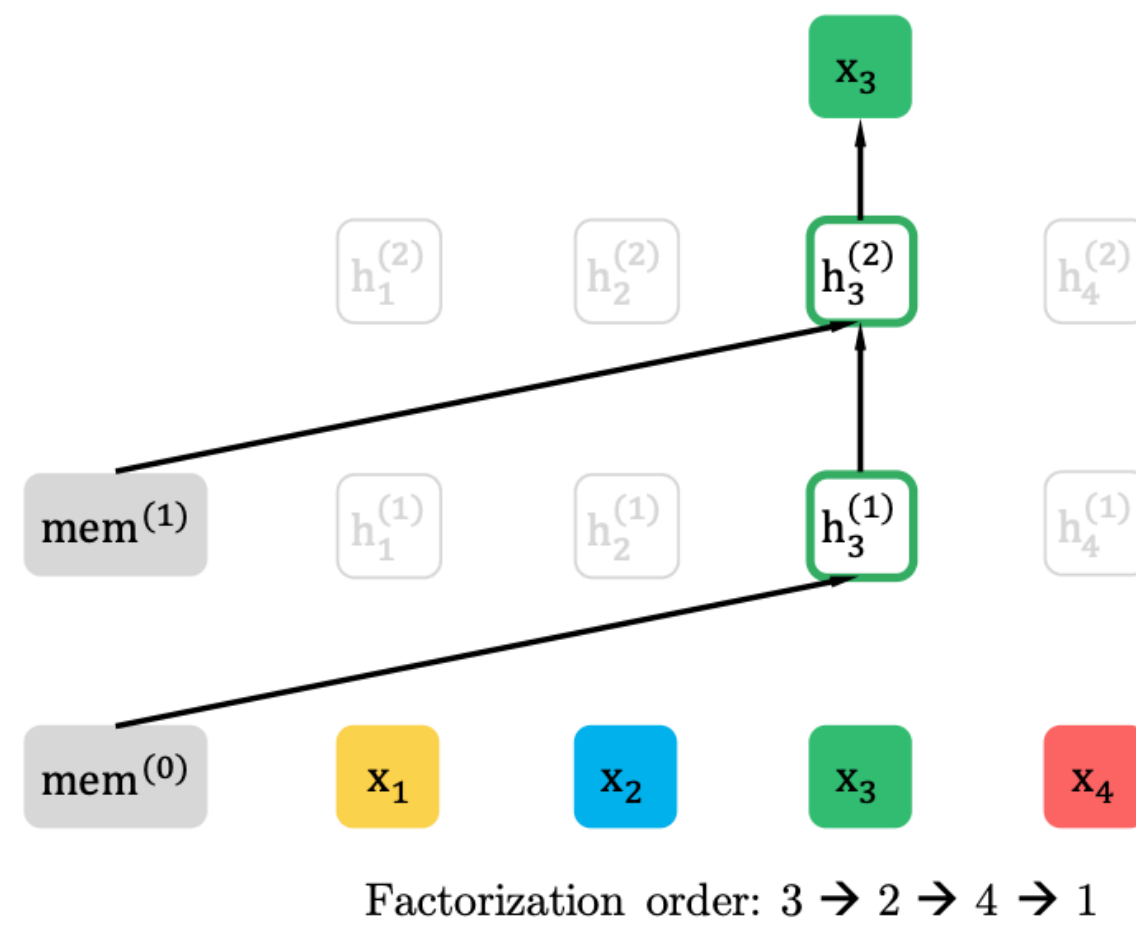 x₃
h₁⁽²⁾ h₂⁽²⁾ h₃⁽²⁾ h₄⁽²⁾
mem⁽¹⁾ h₁⁽¹⁾ h₂⁽¹⁾ h₃⁽¹⁾ h₄⁽¹⁾
mem⁽⁰⁾ x₁ x₂ x₃ x₄
Factorization order: 3 → 2 → 4 → 1